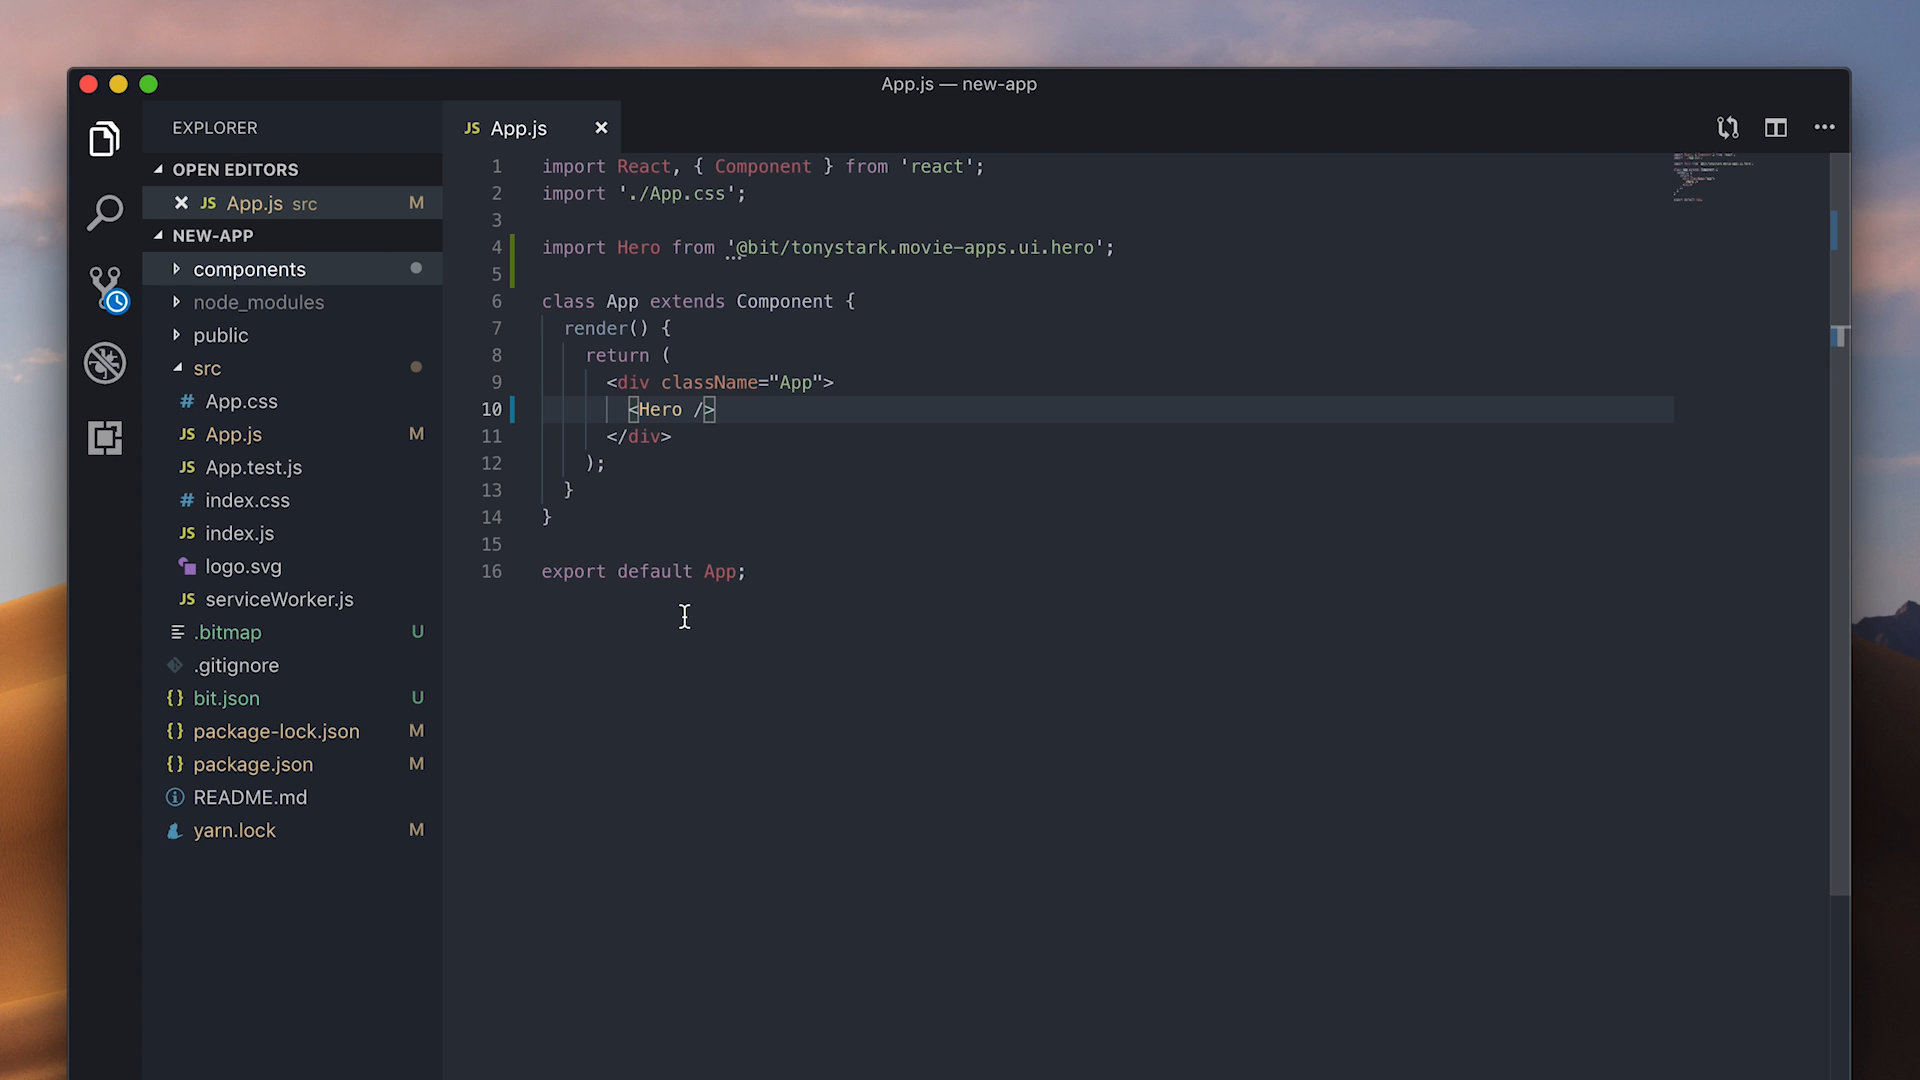 App.js — new-app
EXPLORER
OPEN EDITORS
JS App.js src M
NEW-APP
components
node_modules
public
src
# App.css
JS App.js M
JS App.test.js
# index.css
JS index.js
logo.svg
JS serviceWorker.js
.bitmap U
.gitignore
{} bit.json U
{} package-lock.json M
{} package.json M
README.md
yarn.lock M
JS App.js
1 import React, { Component } from 'react';
2 import './App.css';
3
4 import Hero from '@bit/tonystark.movie-apps.ui.hero';
5
6 class App extends Component {
7 render() {
8 return (
9 <div className="App">
10 <Hero />
11 </div>
12 );
13 }
14 }
15
16 export default App;